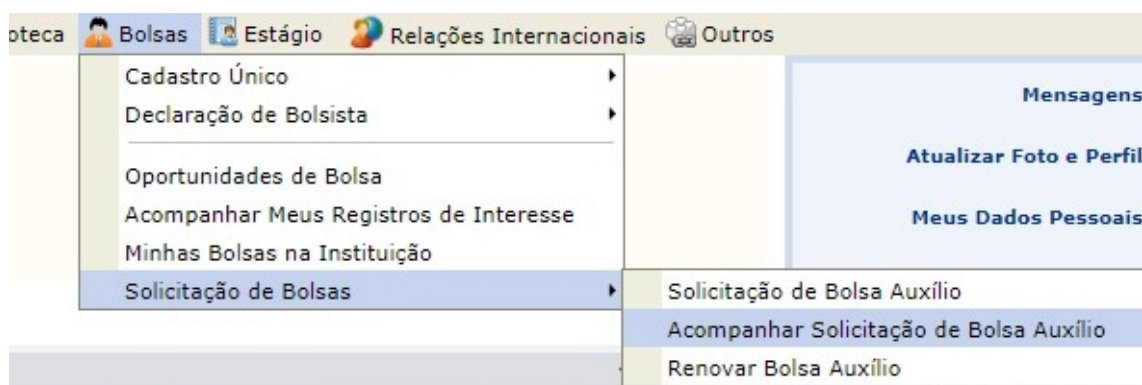 oteca Bolsas Estágio Relações Internacionais Outros
Cadastro Único
Declaração de Bolsista
Oportunidades de Bolsa
Acompanhar Meus Registros de Interesse
Minhas Bolsas na Instituição
Solicitação de Bolsas
Mensagens
Atualizar Foto e Perfil
Meus Dados Pessoais
Solicitação de Bolsa Auxílio
Acompanhar Solicitação de Bolsa Auxílio
Renovar Bolsa Auxílio